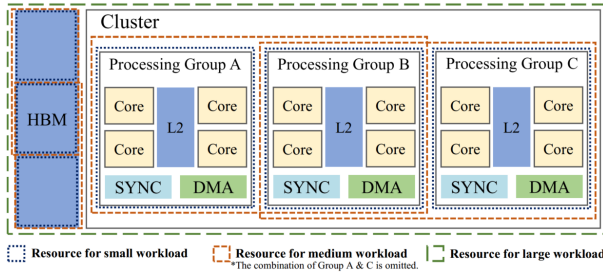 Cluster
HBM
Processing Group A
Core
Core
L2
Core
Core
SYNC
DMA
Processing Group B
Core
Core
L2
Core
Core
SYNC
DMA
Processing Group C
Core
Core
L2
Core
Core
SYNC
DMA
Resource for small workload
Resource for medium workload
Resource for large workload
*The combination of Group A & C is omitted.